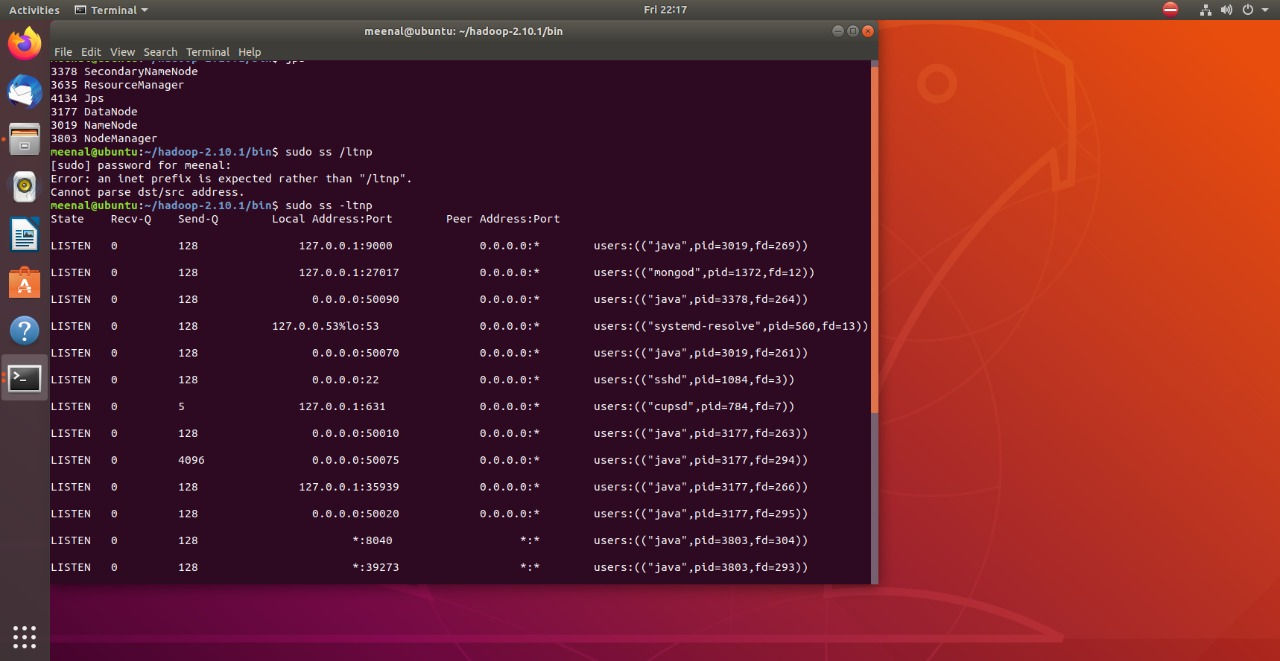 Activities Terminal Fri 22:17
meenal@ubuntu: ~/hadoop-2.10.1/bin
File Edit View Search Terminal Help
meenal@ubuntu:~/hadoop-2.10.1/bin$ jps
3378 SecondaryNameNode
3635 ResourceManager
4134 Jps
3177 DataNode
3019 NameNode
3803 NodeManager
meenal@ubuntu:~/hadoop-2.10.1/bin$ sudo ss /ltnp
[sudo] password for meenal:
Error: an inet prefix is expected rather than "/ltnp".
Cannot parse dst/src address.
meenal@ubuntu:~/hadoop-2.10.1/bin$ sudo ss -ltnp
State Recv-Q Send-Q Local Address:Port Peer Address:Port
LISTEN 0 128 127.0.0.1:9000 0.0.0.0:* users:(("java",pid=3019,fd=269))
LISTEN 0 128 127.0.0.1:27017 0.0.0.0:* users:(("mongod",pid=1372,fd=12))
LISTEN 0 128 0.0.0.0:50090 0.0.0.0:* users:(("java",pid=3378,fd=264))
LISTEN 0 128 127.0.0.53%lo:53 0.0.0.0:* users:(("systemd-resolve",pid=560,fd=13))
LISTEN 0 128 0.0.0.0:50070 0.0.0.0:* users:(("java",pid=3019,fd=261))
LISTEN 0 128 0.0.0.0:22 0.0.0.0:* users:(("sshd",pid=1084,fd=3))
LISTEN 0 5 127.0.0.1:631 0.0.0.0:* users:(("cupsd",pid=784,fd=7))
LISTEN 0 128 0.0.0.0:50010 0.0.0.0:* users:(("java",pid=3177,fd=263))
LISTEN 0 4096 0.0.0.0:50075 0.0.0.0:* users:(("java",pid=3177,fd=294))
LISTEN 0 128 127.0.0.1:35939 0.0.0.0:* users:(("java",pid=3177,fd=266))
LISTEN 0 128 0.0.0.0:50020 0.0.0.0:* users:(("java",pid=3177,fd=295))
LISTEN 0 128 *:8040 *:* users:(("java",pid=3803,fd=304))
LISTEN 0 128 *:39273 *:* users:(("java",pid=3803,fd=293))